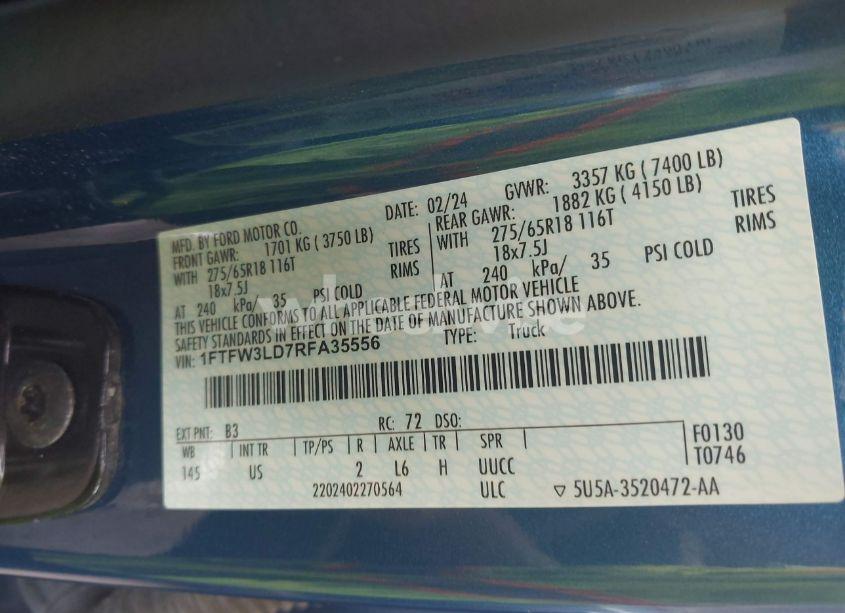 MFD. BY FORD MOTOR CO.
DATE: 02/24 GVWR: 3357 KG ( 7400 LB)
FRONT GAWR: 1701 KG ( 3750 LB)
WITH 275/65R18 116T TIRES
18x7.5J RIMS
AT 240 kPa/ 35 PSI COLD
REAR GAWR: 1882 KG ( 4150 LB)
WITH 275/65R18 116T TIRES
18x7.5J RIMS
AT 240 kPa/ 35 PSI COLD
THIS VEHICLE CONFORMS TO ALL APPLICABLE FEDERAL MOTOR VEHICLE
SAFETY STANDARDS IN EFFECT ON THE DATE OF MANUFACTURE SHOWN ABOVE.
VIN: 1FTFW3LD7RFA35556 TYPE: Truck
EXT PNT: B3 RC: 72 DSO:
WB INT TR TP/PS R AXLE TR SPR
145 US 2 L6 H UUCC
2202402270564 ULC
F0130
T0746
▽ 5U5A-3520472-AA